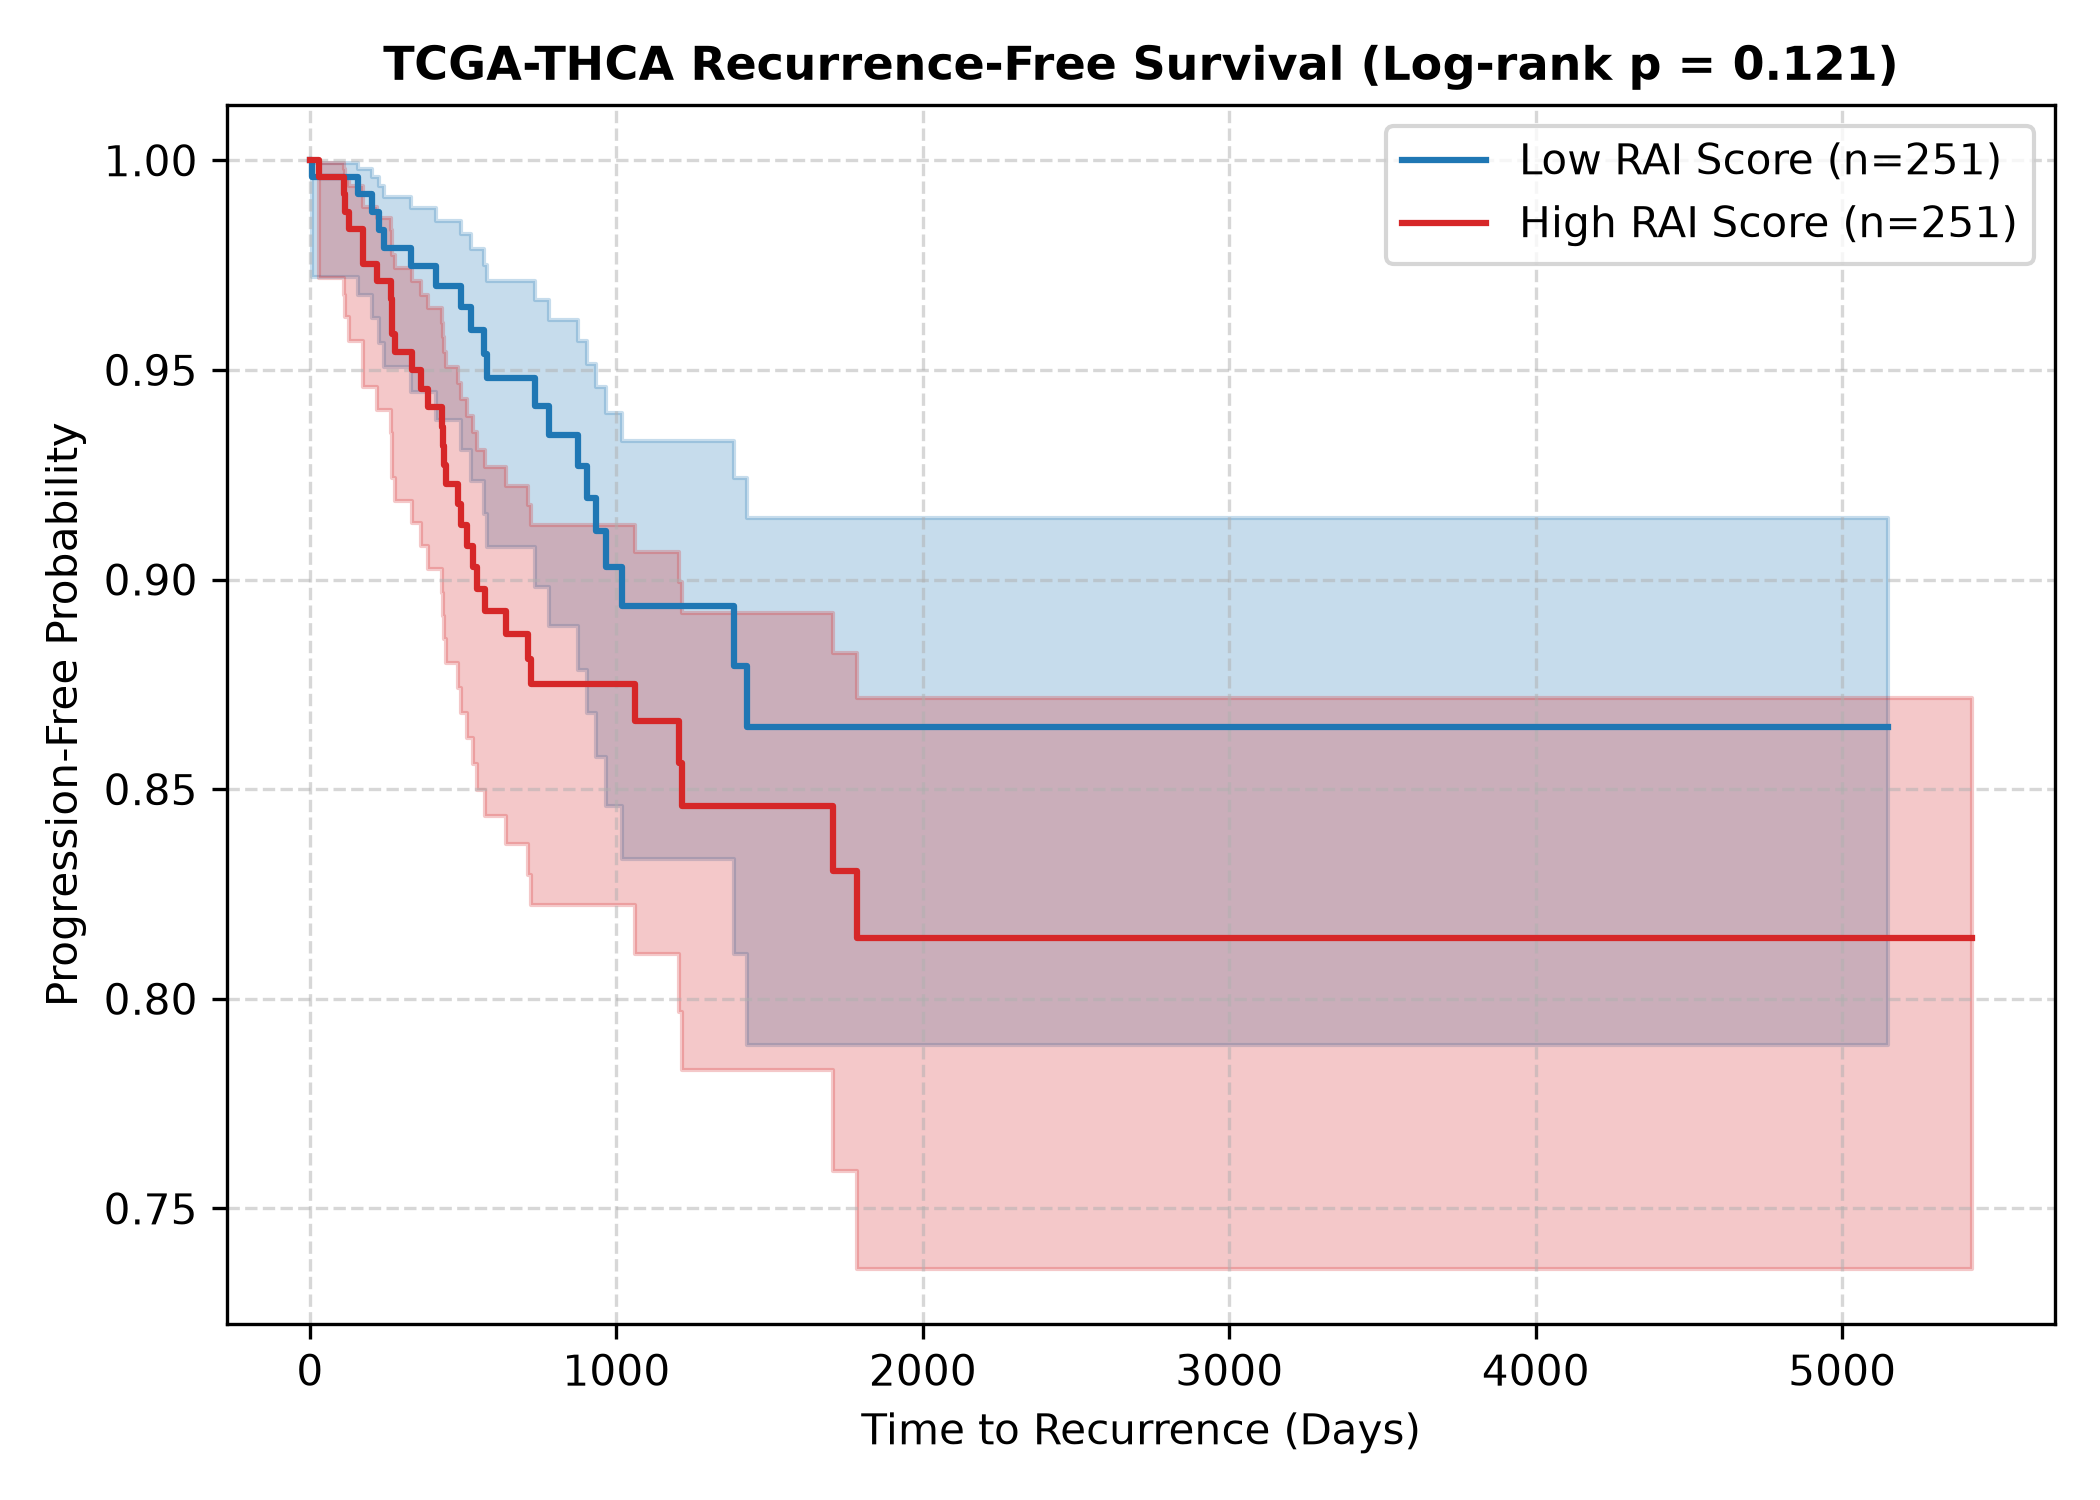 TCGA-THCA Recurrence-Free Survival (Log-rank p = 0.121)
Low RAI Score (n=251)
High RAI Score (n=251)
Progression-Free Probability
1.00
0.95
0.90
0.85
0.80
0.75
0 1000 2000 3000 4000 5000
Time to Recurrence (Days)